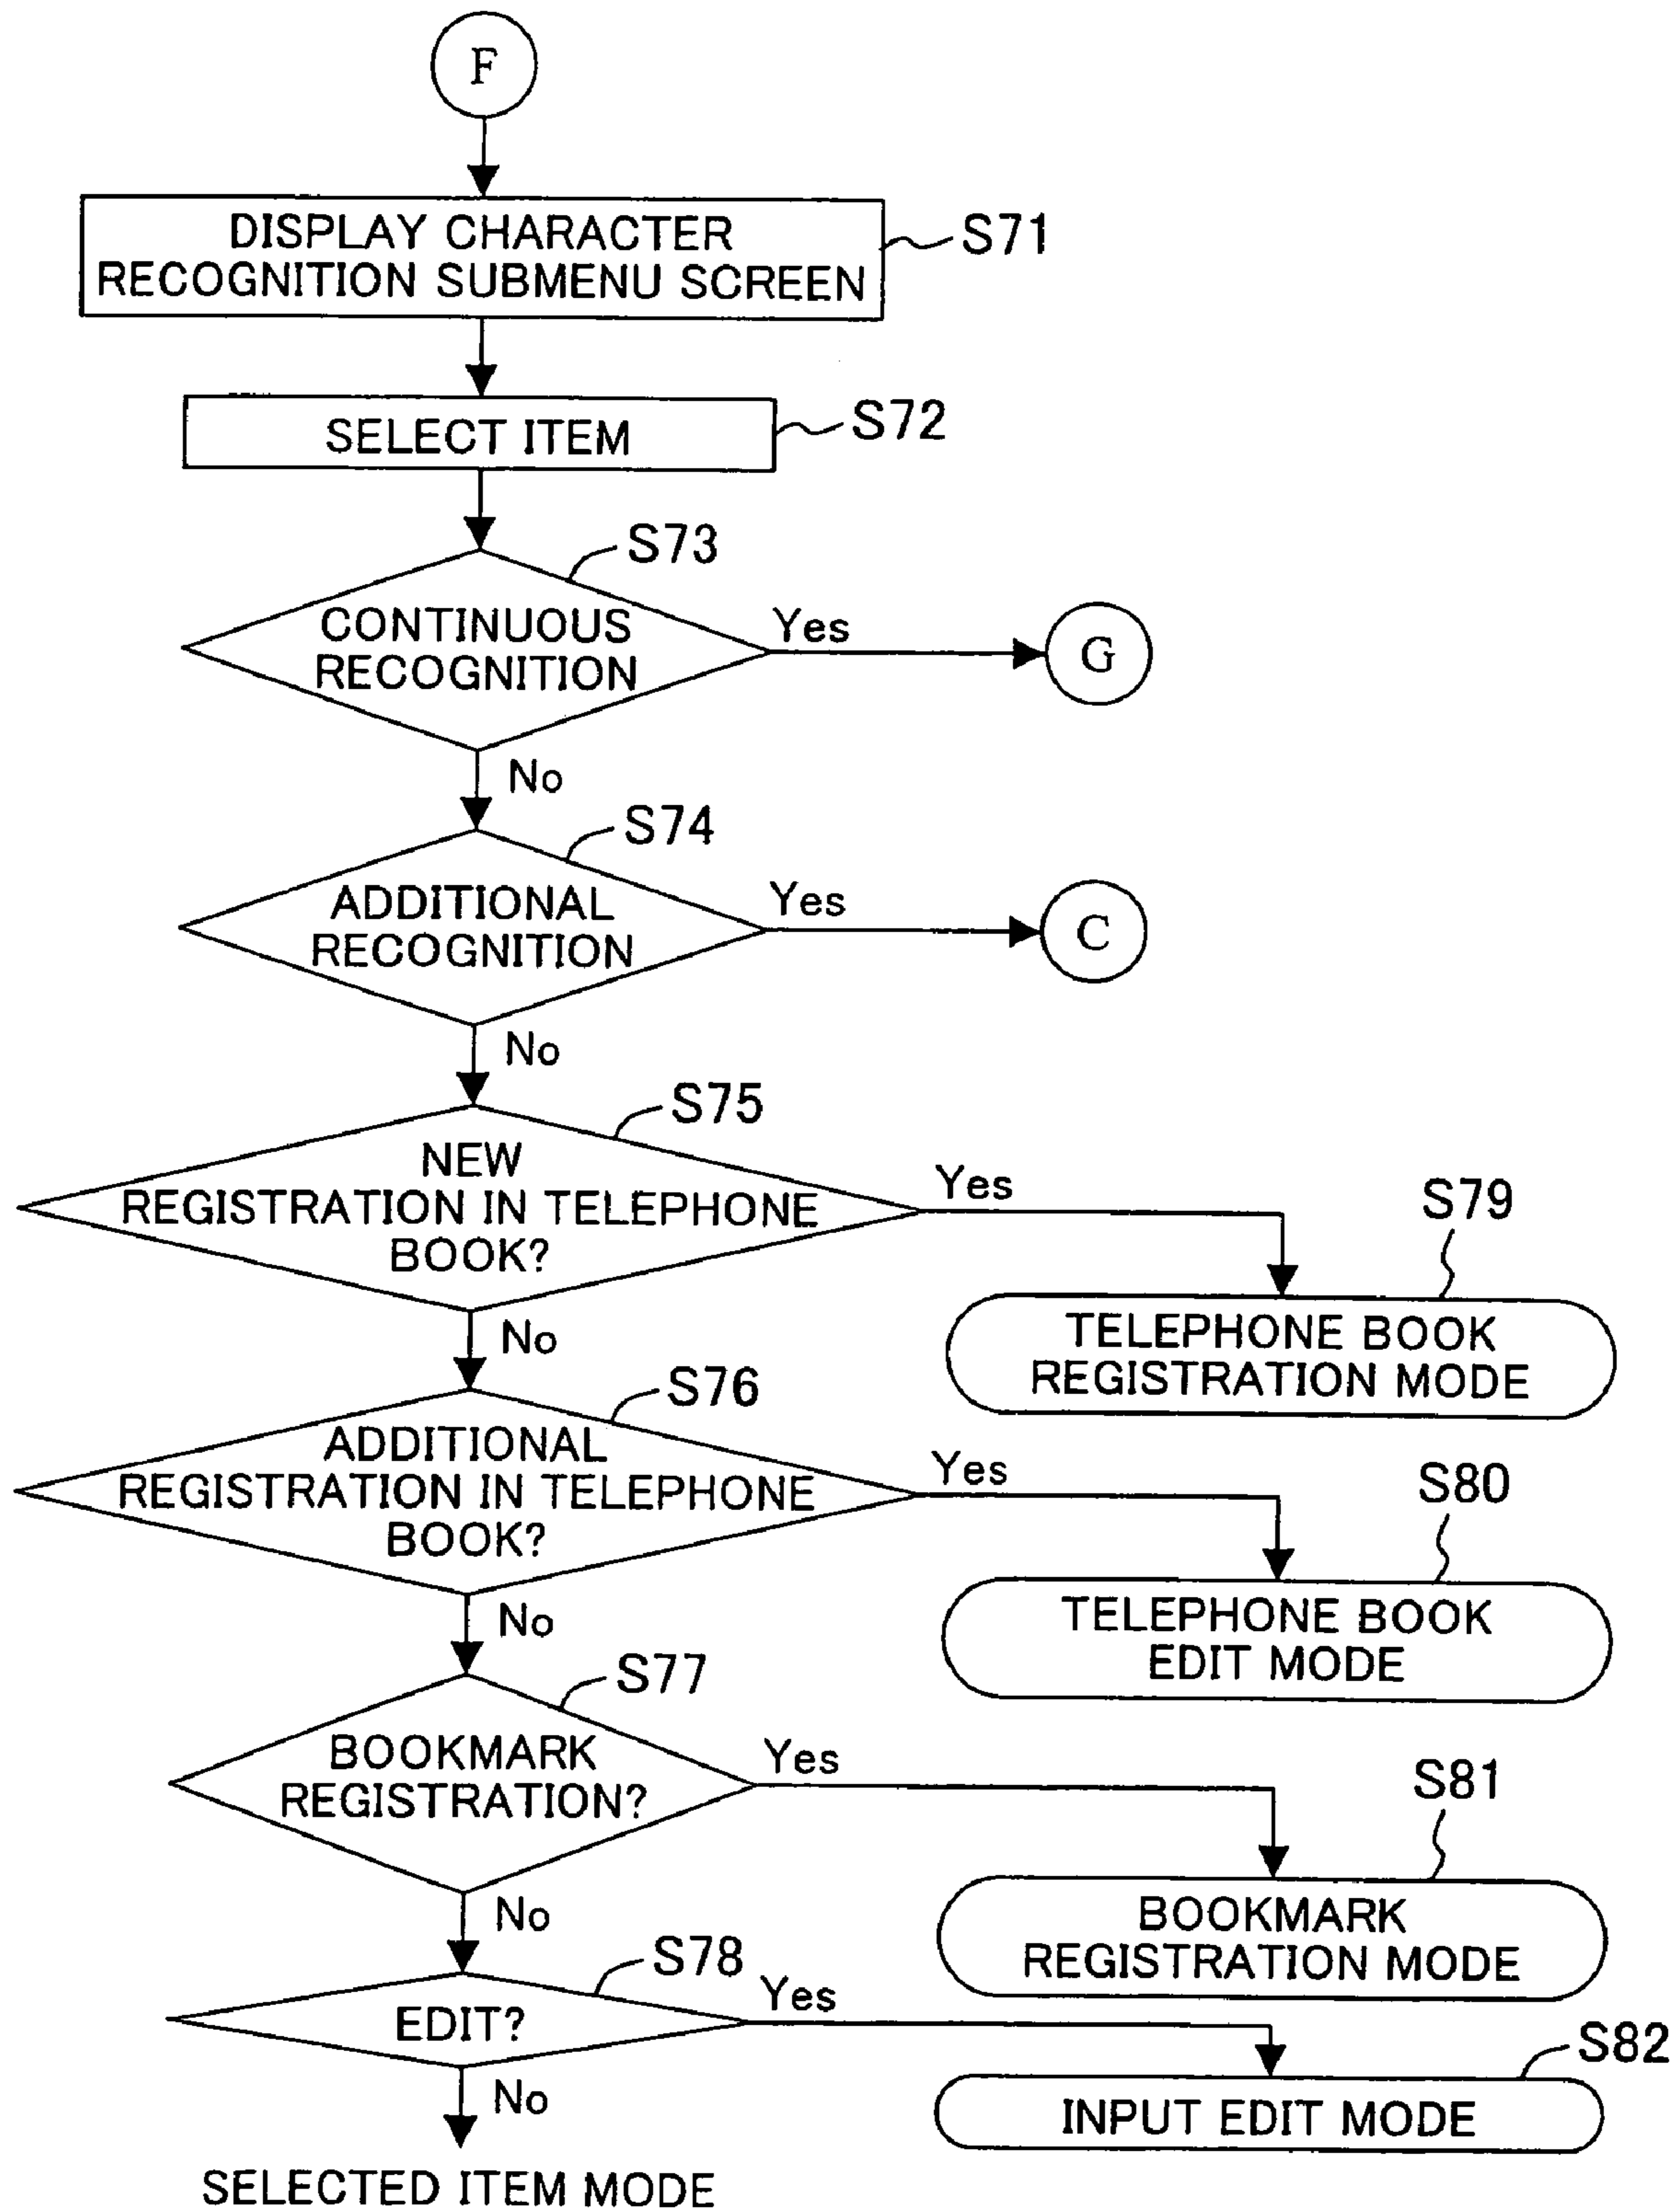 F
DISPLAY CHARACTER
RECOGNITION SUBMENU SCREEN
S71
SELECT ITEM
S72
S73
CONTINUOUS
RECOGNITION
Yes
G
No
S74
ADDITIONAL
RECOGNITION
Yes
C
No
S75
NEW
REGISTRATION IN TELEPHONE
BOOK?
Yes
S79
TELEPHONE BOOK
REGISTRATION MODE
No
S76
ADDITIONAL
REGISTRATION IN TELEPHONE
BOOK?
Yes
S80
TELEPHONE BOOK
EDIT MODE
No
S77
BOOKMARK
REGISTRATION?
Yes
S81
BOOKMARK
REGISTRATION MODE
No
S78
EDIT?
Yes
S82
INPUT EDIT MODE
No
SELECTED ITEM MODE